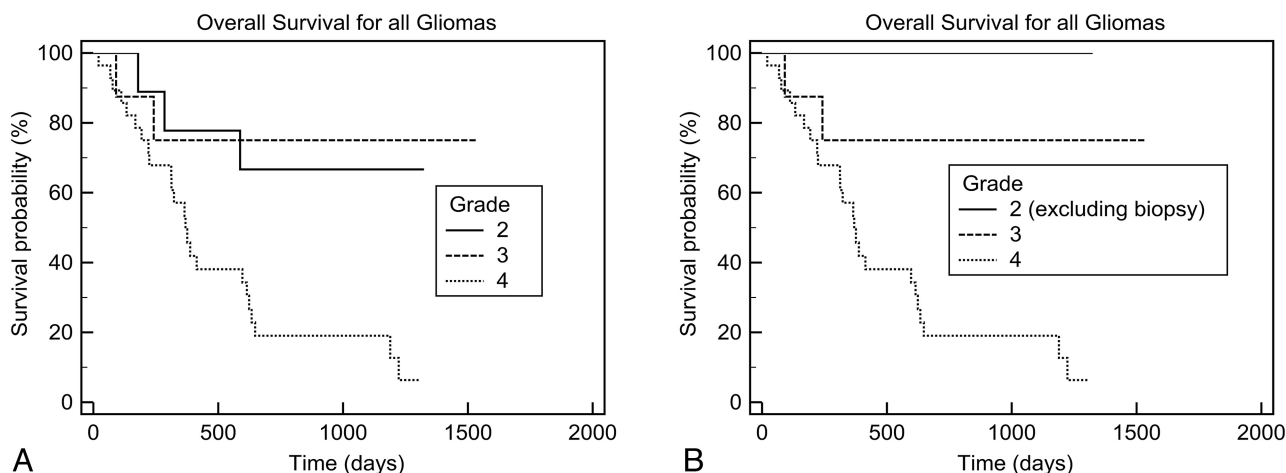 Overall Survival for all Gliomas
100
80
60
40
20
0
Survival probability (%)
Grade
2
3
4
0 500 1000 1500 2000
Time (days)
A
Overall Survival for all Gliomas
100
80
60
40
20
0
Survival probability (%)
Grade
2 (excluding biopsy)
3
4
0 500 1000 1500 2000
Time (days)
B